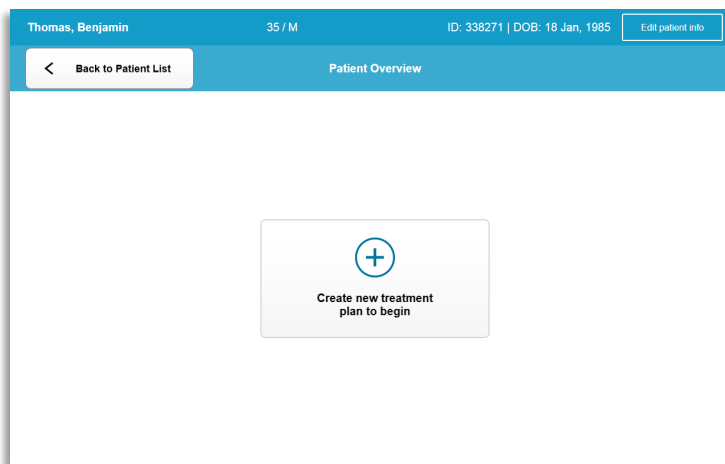 Thomas, Benjamin 35 / M ID: 338271 | DOB: 18 Jan, 1985 Edit patient info
Back to Patient List Patient Overview
Create new treatment
plan to begin